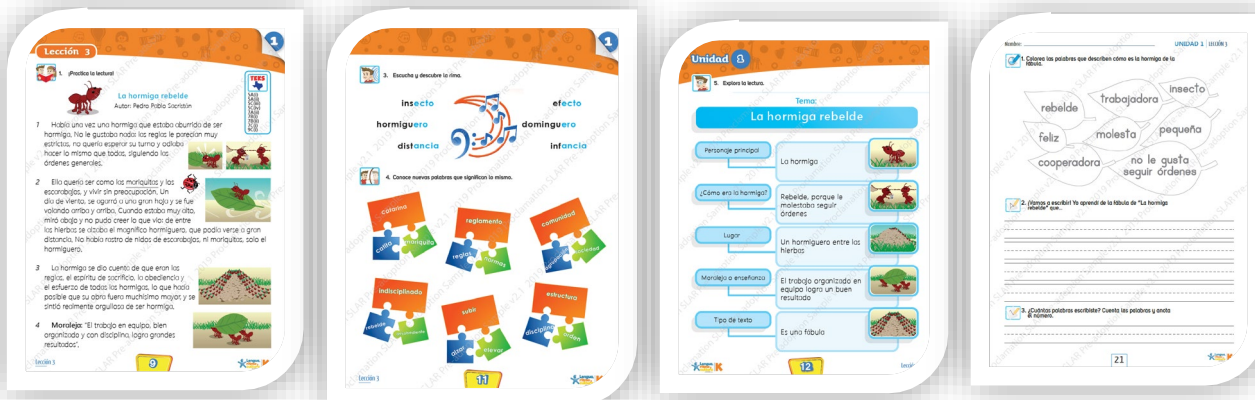 Lección 3
1
1. ¡Practica la lectura!
TEKS
La hormiga rebelde
Autor: Pedro Pablo Sacristán
1 Había una vez una hormiga que estaba aburrida de ser
hormiga. No le gustaba nada: las reglas le parecían muy
estrictas, no quería esperar su turno y odiaba
hacer lo mismo que todas, siguiendo las
órdenes generales.
2 Ella quería ser como las mariquitas y los
escarabajos, y vivir sin preocupación. Un
día de viento, se agarró a una gran hoja y se fue
volando arriba y arriba. Cuando estaba muy alto,
miró abajo y no pudo creer lo que vio: de entre
las hierbas se alzaba el magnífico hormiguero, que podía verse a gran
distancia. No había rastro de nidos de escarabajos, ni mariquitas, solo el
hormiguero.
3 La hormiga se dio cuenta de que eran las
reglas, el espíritu de sacrificio, la obediencia y
el esfuerzo de todas las hormigas, lo que hacía
posible que su obra fuera muchísimo mayor, y se
sintió realmente orgullosa de ser hormiga.
4 Moraleja: "El trabajo en equipo, bien
organizado y con disciplina, logra grandes
resultados".
Lección 3
9
1
3. Escucha y descubre la rima.
insecto
efecto
hormiguero
dominguero
distancia
infancia
4. Conoce nuevas palabras que significan lo mismo.
catarina
catita
mariquita
reglamento
reglas
normas
comunidad
agrupación
sociedad
indisciplinado
rebelde
subir
alzar
elevar
estructura
disciplina
orden
Lección 3
11
Unidad 8
5. Explora la lectura.
Tema:
La hormiga rebelde
Personaje principal
La hormiga
¿Cómo era la hormiga?
Rebelde, porque le
molestaba seguir
órdenes
Lugar
Un hormiguero entre las
hierbas
Moraleja o enseñanza
El trabajo organizado en
equipo logra un buen
resultado
Tipo de texto
Es una fábula
12
Nombre:
UNIDAD 1 LECCIÓN 3
1. Colorea las palabras que describen cómo es la hormiga de la
fábula.
rebelde
trabajadora
insecto
feliz
molesta
pequeña
cooperadora
no le gusta
seguir órdenes
2. ¡Vamos a escribir! Yo aprendí de la fábula de "La hormiga
rebelde" que...
3. ¿Cuántas palabras escribiste? Cuenta las palabras y anota
el número.
21